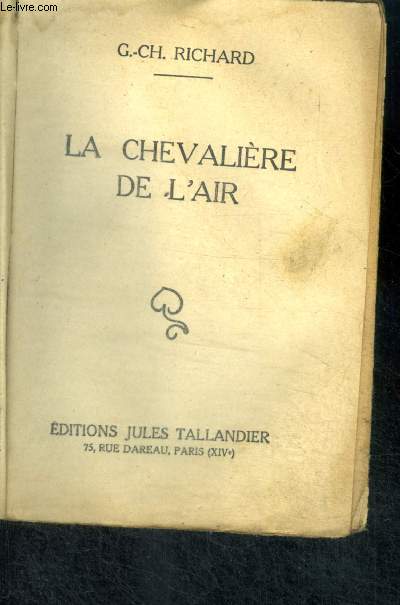 Le-livre.com
G.-CH. RICHARD
LA CHEVALIÈRE
DE L'AIR
ÉDITIONS JULES TALLANDIER
75, RUE DAREAU, PARIS (XIVe)